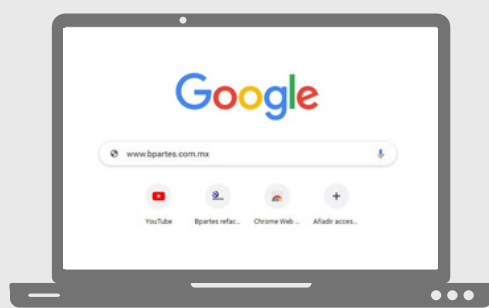 Google
www.bpartes.com.mx
YouTube
Bpartes refac...
Chrome Web ...
Añadir acces...